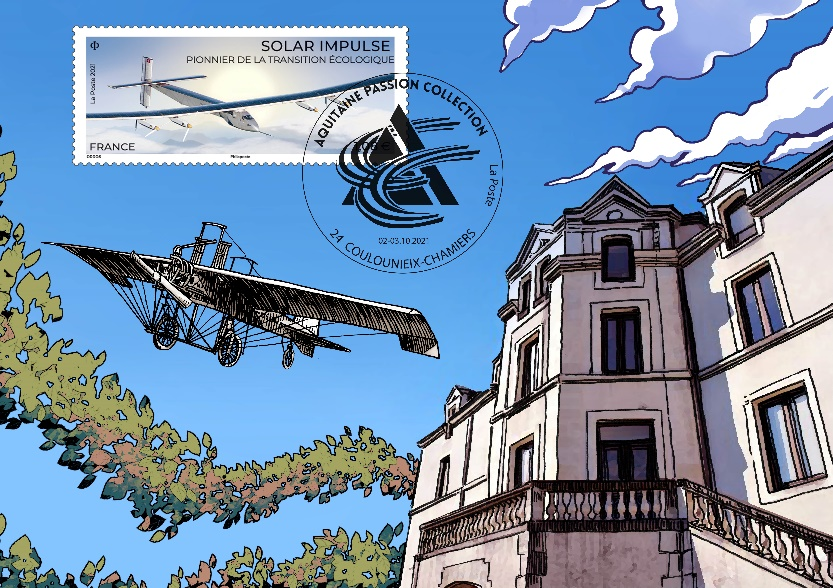 SOLAR IMPULSE
PIONNIER DE LA TRANSITION ÉCOLOGIQUE
La Poste 2021
FRANCE
Philaposte
AQUITAINE PASSION COLLECTION
La Poste
02-03.10.2021
24 COULOUNIEIX-CHAMIERS